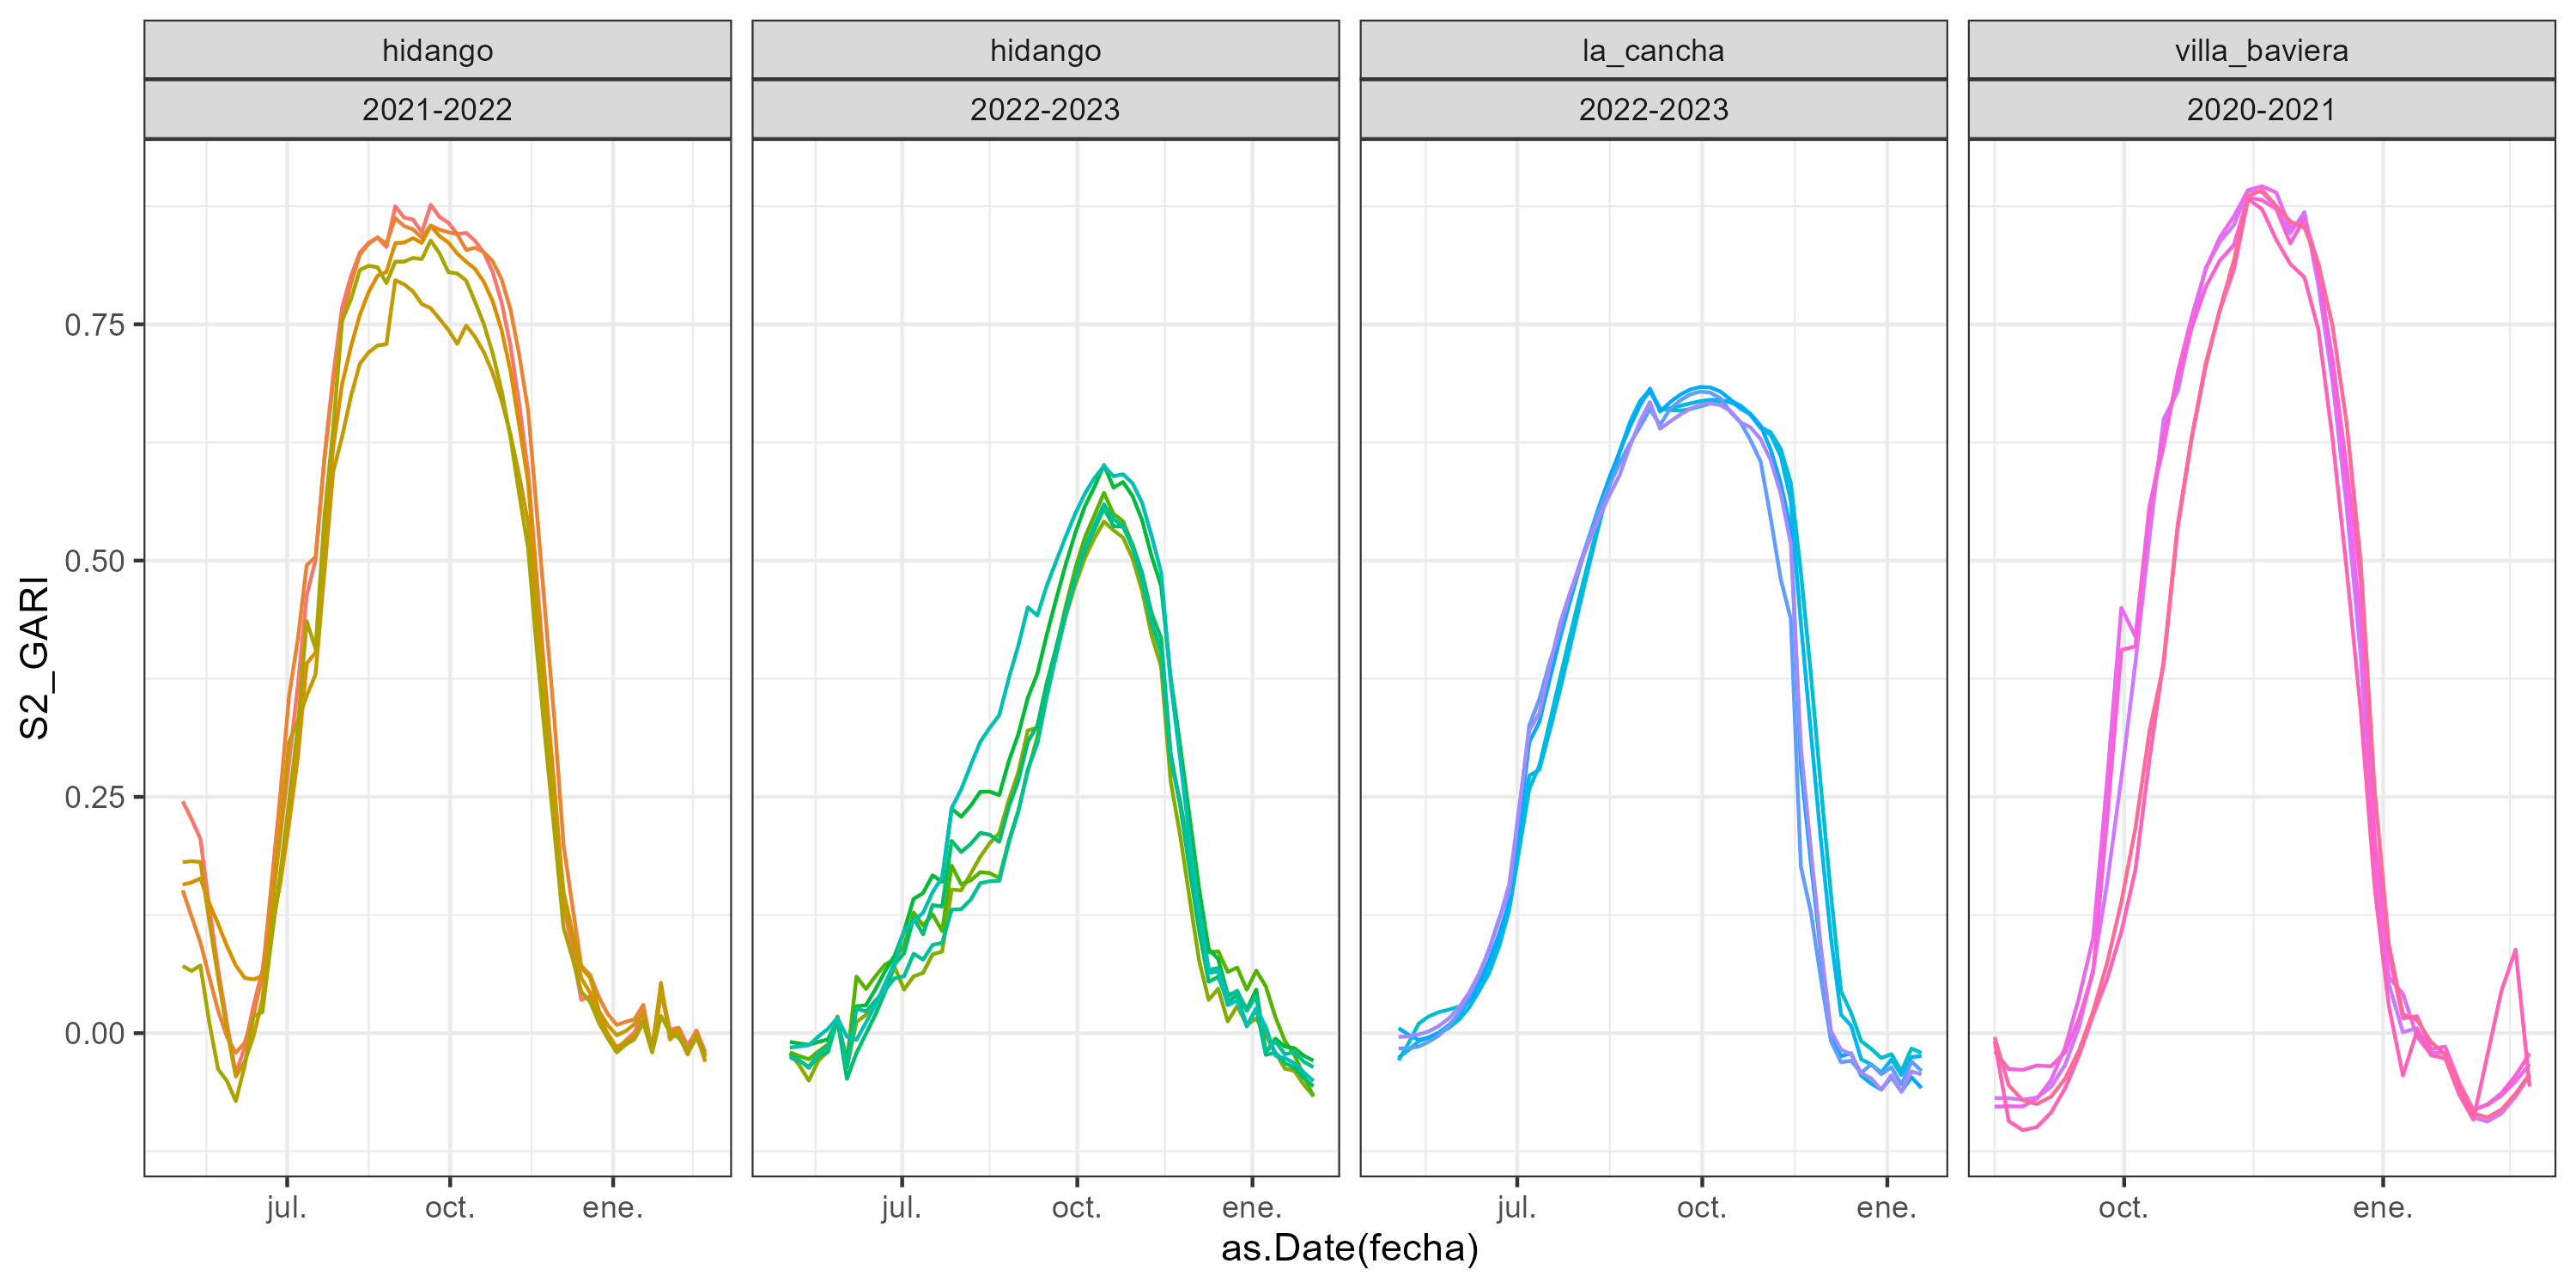 hidango hidango la_cancha villa_baviera
2021-2022 2022-2023 2022-2023 2020-2021
S2_GARI
0.75
0.50
0.25
0.00
jul. oct. ene. jul. oct. ene. jul. oct. ene. oct. ene.
as.Date(fecha)